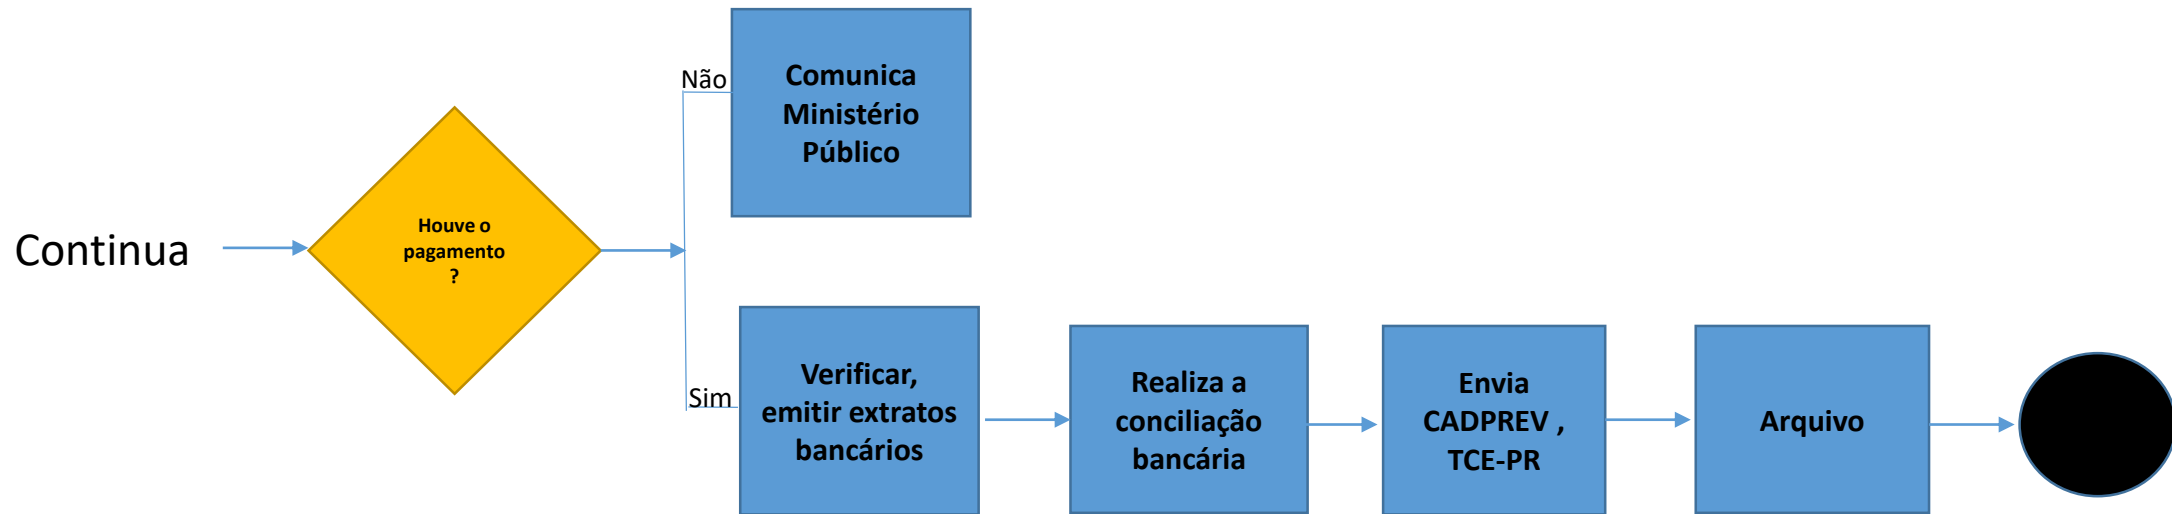 Continua
Houve o
pagamento
?
Não
Comunica
Ministério
Público
Sim
Verificar,
emitir extratos
bancários
Realiza a
conciliação
bancária
Envia
CADPREV ,
TCE-PR
Arquivo